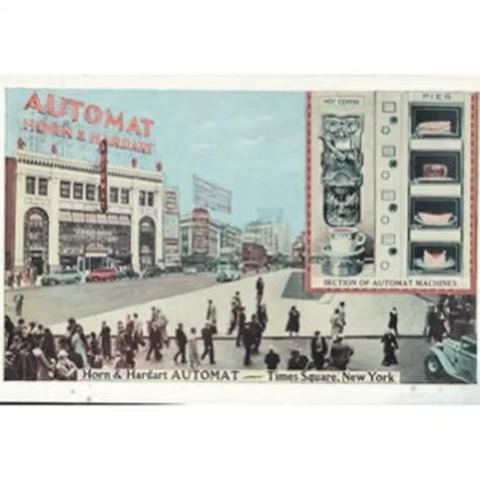 AUTOMAT
HORN & HARDART
HOT COFFEE
PIES
SECTION OF AUTOMAT MACHINES
Horn & Hardart AUTOMAT — Times Square, New York